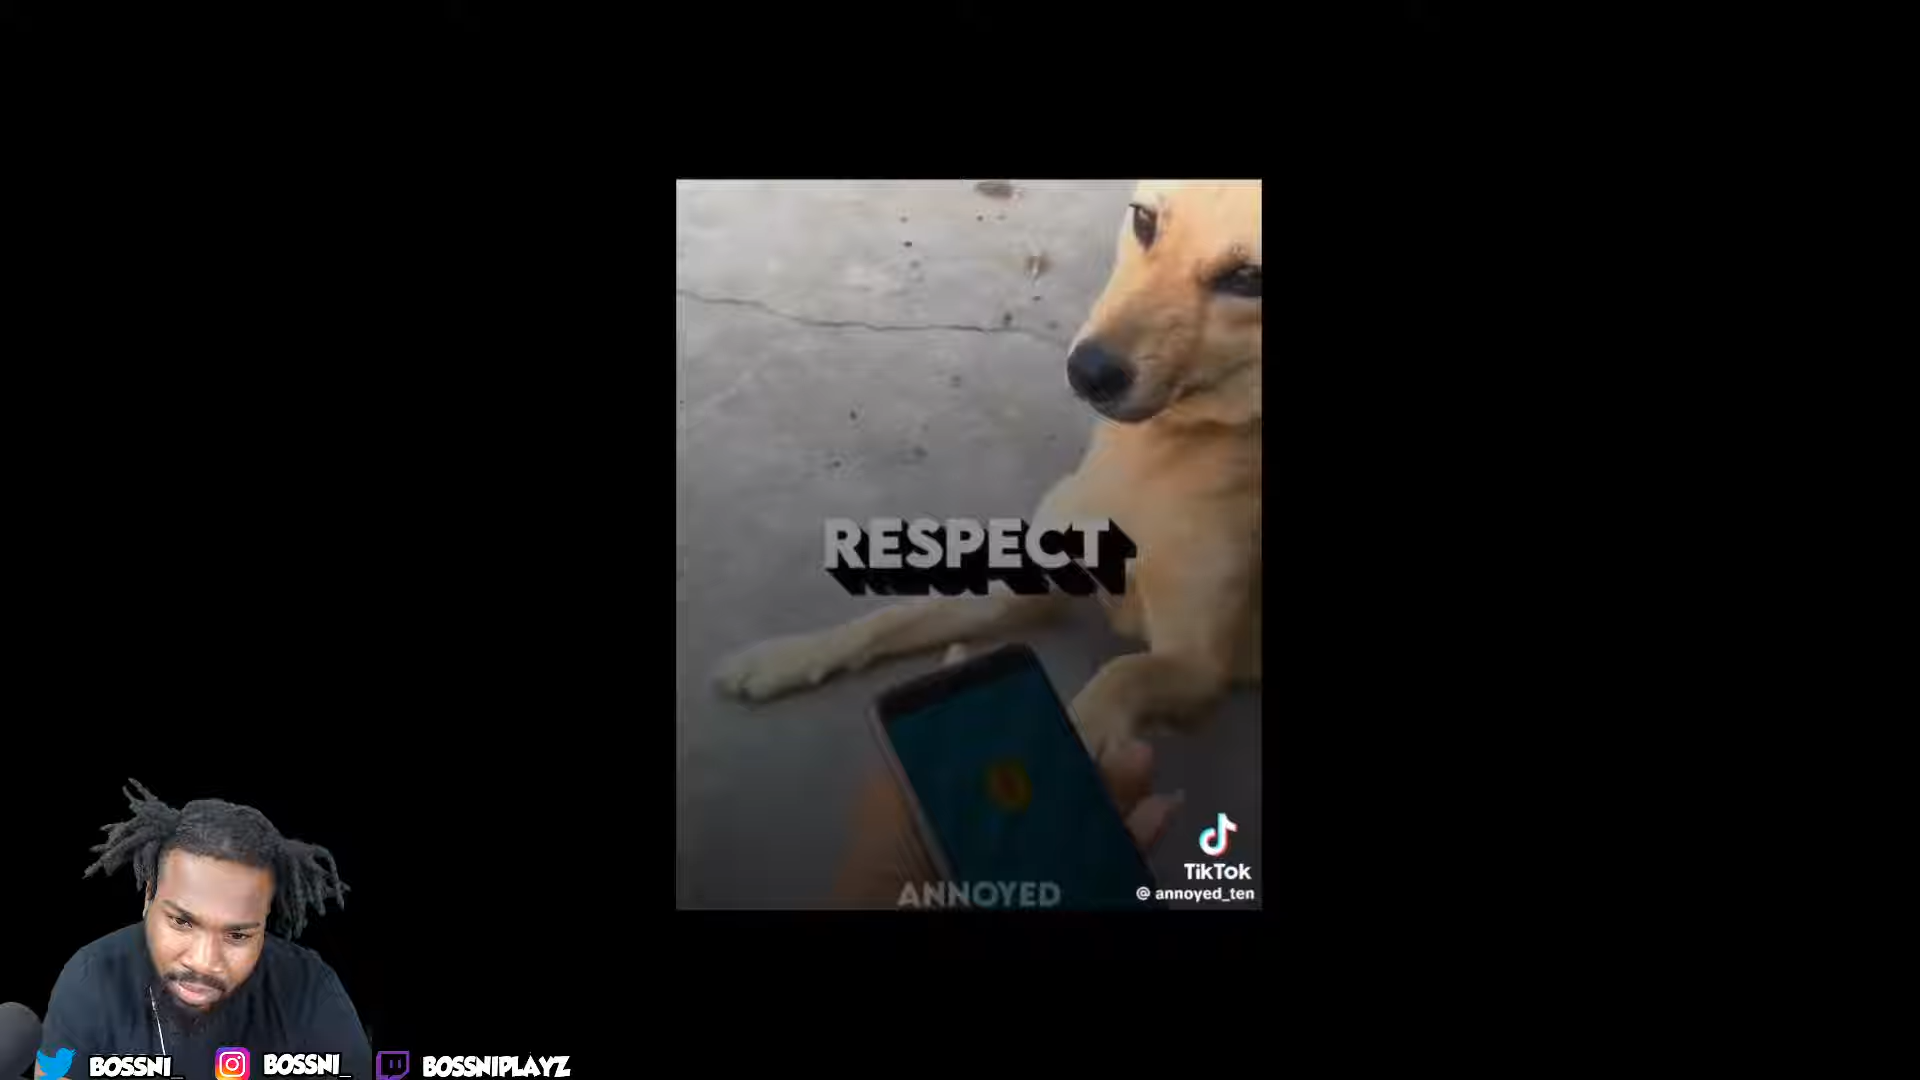 RESPECT
ANNOYED
TikTok
@ annoyed_ten
BOSSNI_
BOSSNI_
BOSSNIPLAYZ